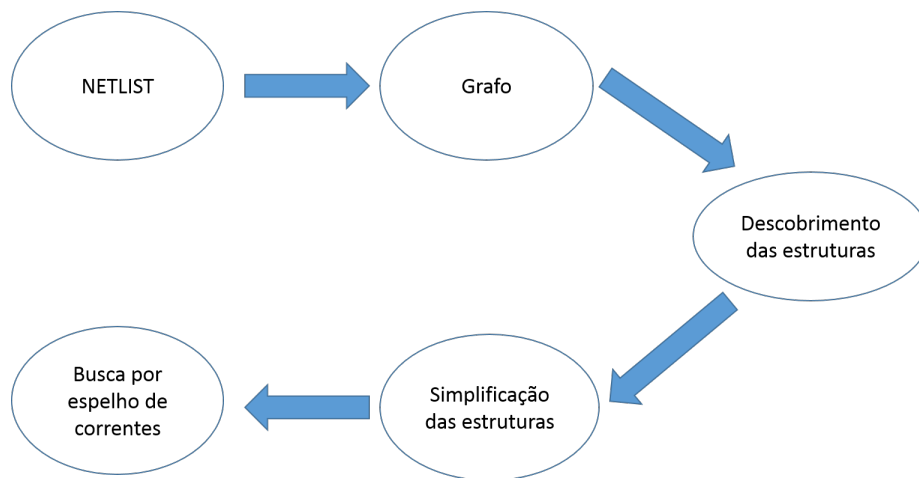 NETLIST
Grafo
Descobrimento
das estruturas
Simplificação
das estruturas
Busca por
espelho de
correntes